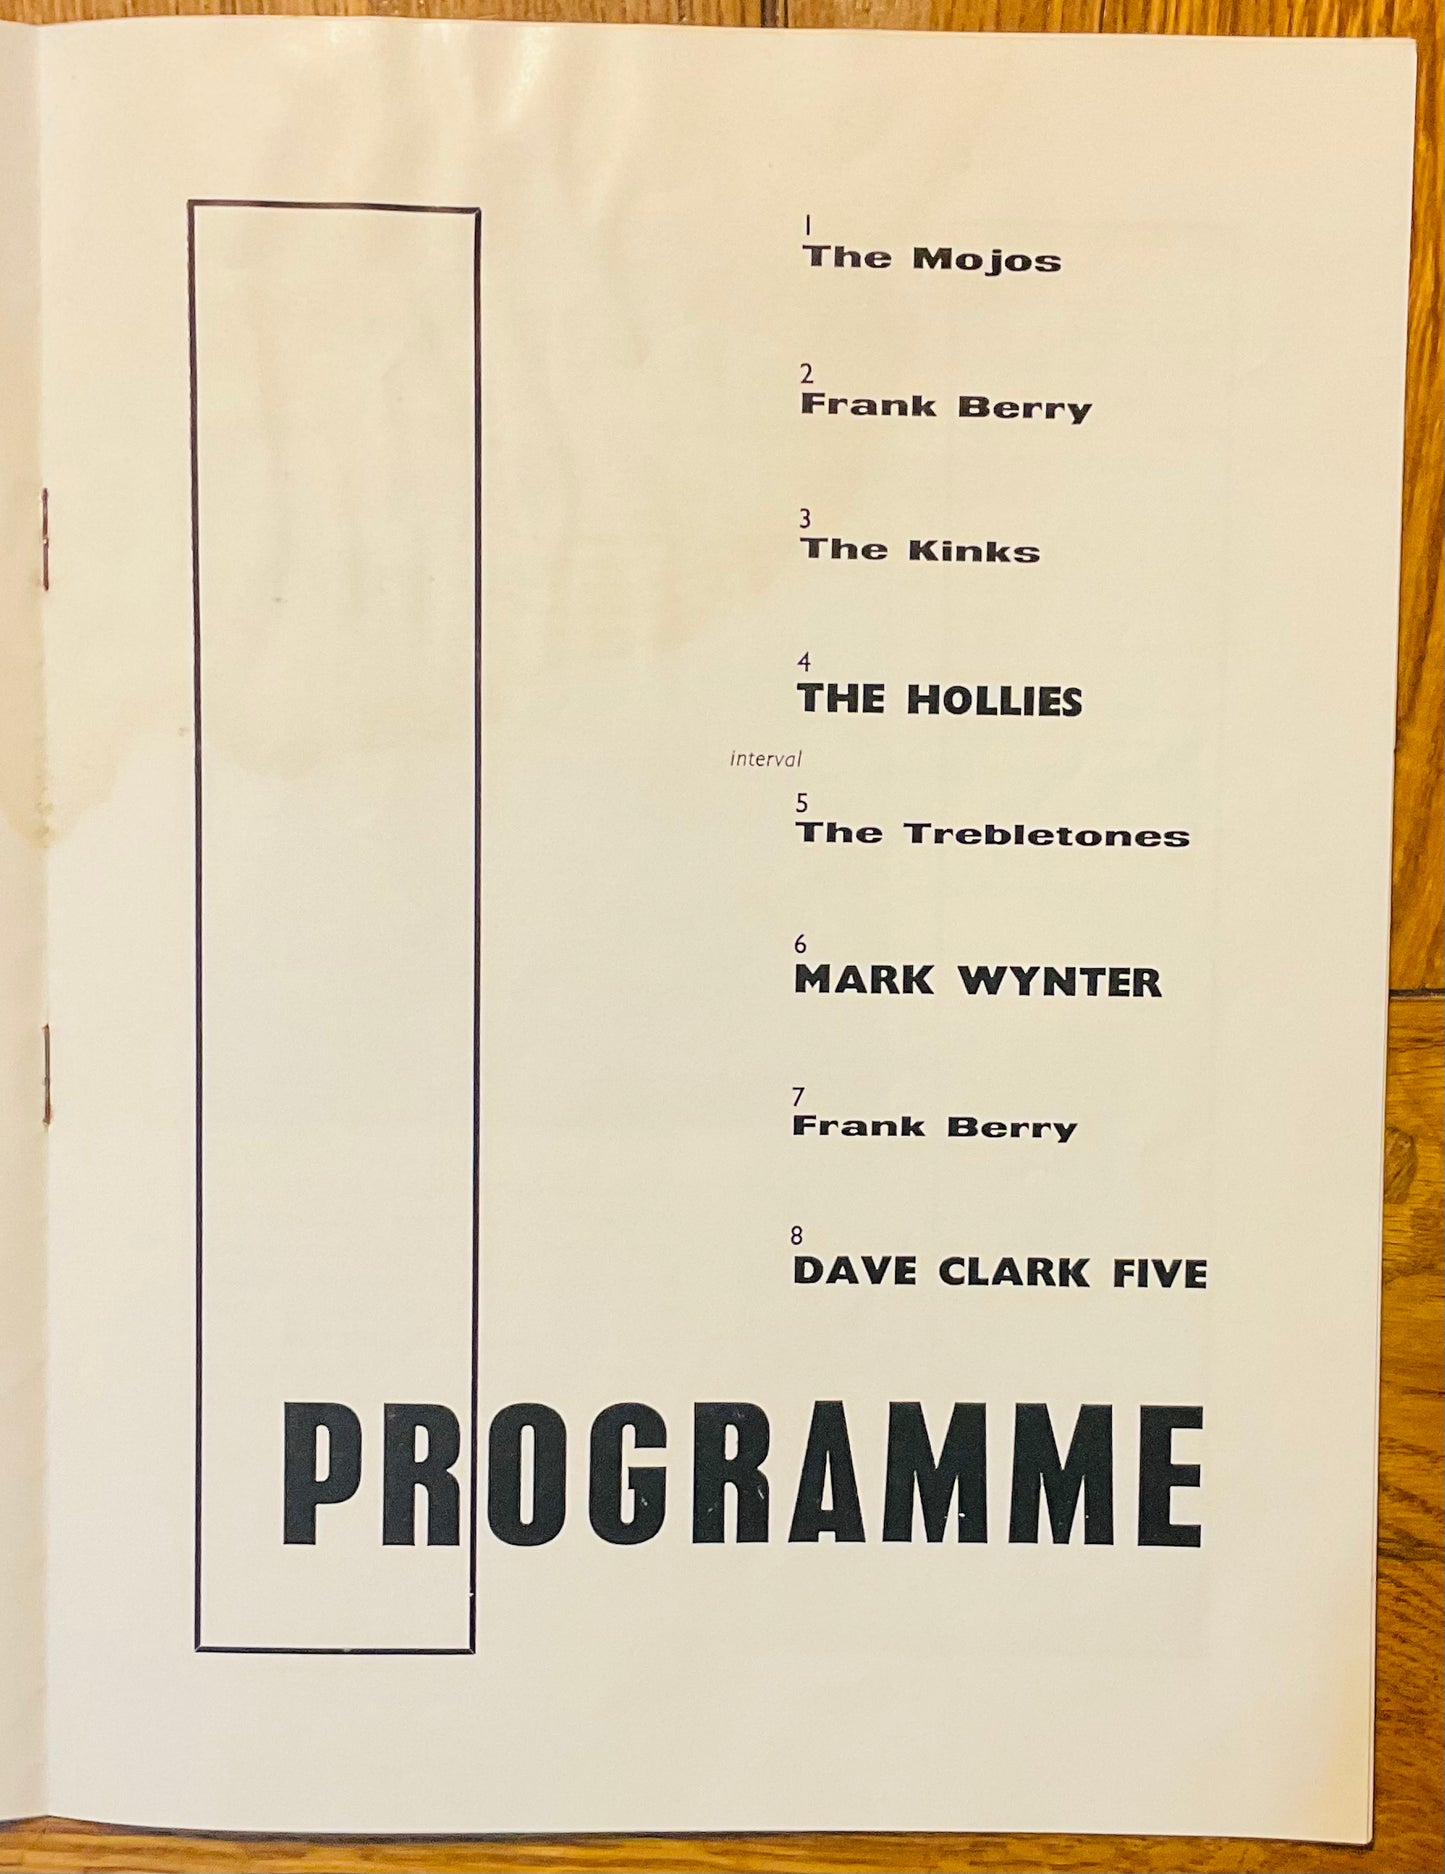 1
The Mojos
2
Frank Berry
3
The Kinks
4
THE HOLLIES
interval
5
The Trebletones
6
MARK WYNTER
7
Frank Berry
8
DAVE CLARK FIVE
PROGRAMME